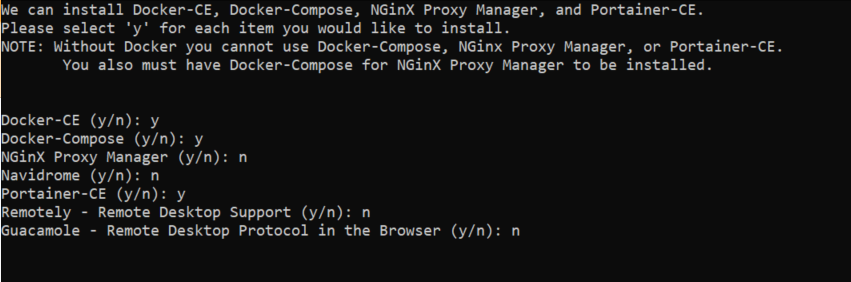 We can install Docker-CE, Docker-Compose, NGinX Proxy Manager, and Portainer-CE.
Please select 'y' for each item you would like to install.
NOTE: Without Docker you cannot use Docker-Compose, NGinx Proxy Manager, or Portainer-CE.
You also must have Docker-Compose for NGinX Proxy Manager to be installed.
Docker-CE (y/n): y
Docker-Compose (y/n): y
NGinX Proxy Manager (y/n): n
Navidrome (y/n): n
Portainer-CE (y/n): y
Remotely - Remote Desktop Support (y/n): n
Guacamole - Remote Desktop Protocol in the Browser (y/n): n